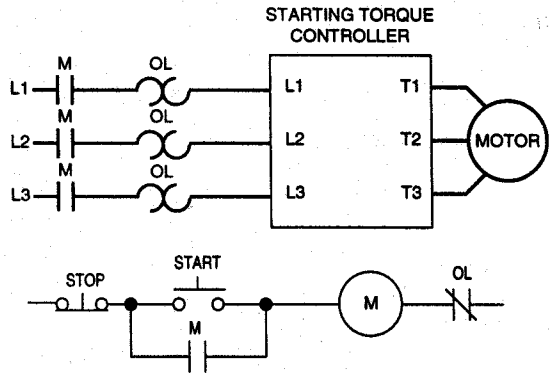 STARTING TORQUE
CONTROLLER
M OL
L1 L1 T1
M OL
L2 L2 T2 MOTOR
M OL
L3 L3 T3
STOP START M OL
M